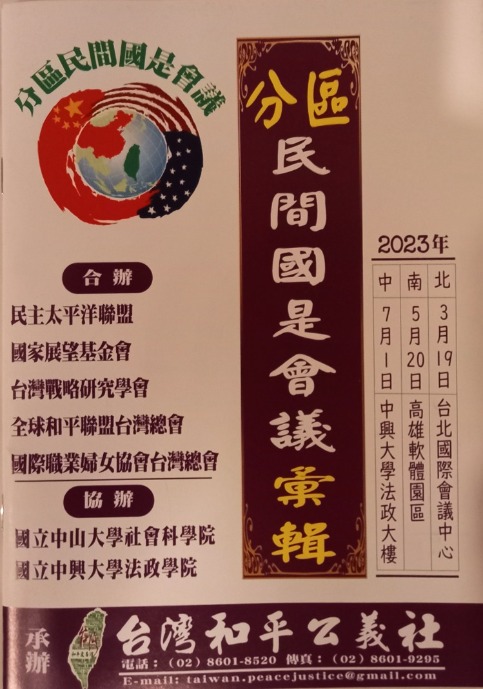 分區民間國是會議
分區民間國是會議彙輯
2023年
北 3月19日 台北國際會議中心
南 5月20日 高雄軟體園區
中 7月1日 中興大學法政大樓
合辦
民主太平洋聯盟
國家展望基金會
台灣戰略研究學會
全球和平聯盟台灣總會
國際職業婦女協會台灣總會
協辦
國立中山大學社會科學院
國立中興大學法政學院
承辦
台灣和平公義社
電話：（02）8601-8520 傳真：（02）8601-9295
E-mail: taiwan.peacejustice@gmail.com